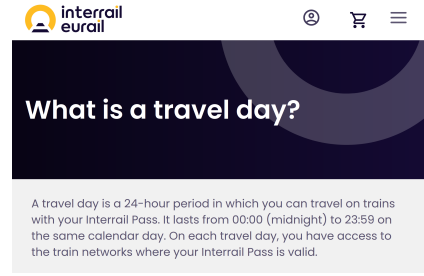 interrail
eurail
What is a travel day?
A travel day is a 24-hour period in which you can travel on trains
with your Interrail Pass. It lasts from 00:00 (midnight) to 23:59 on
the same calendar day. On each travel day, you have access to
the train networks where your Interrail Pass is valid.